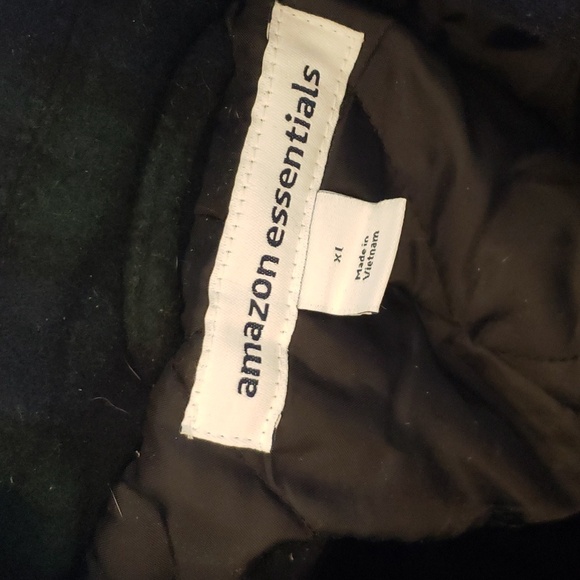 amazon essentials
XL
Made in
Vietnam